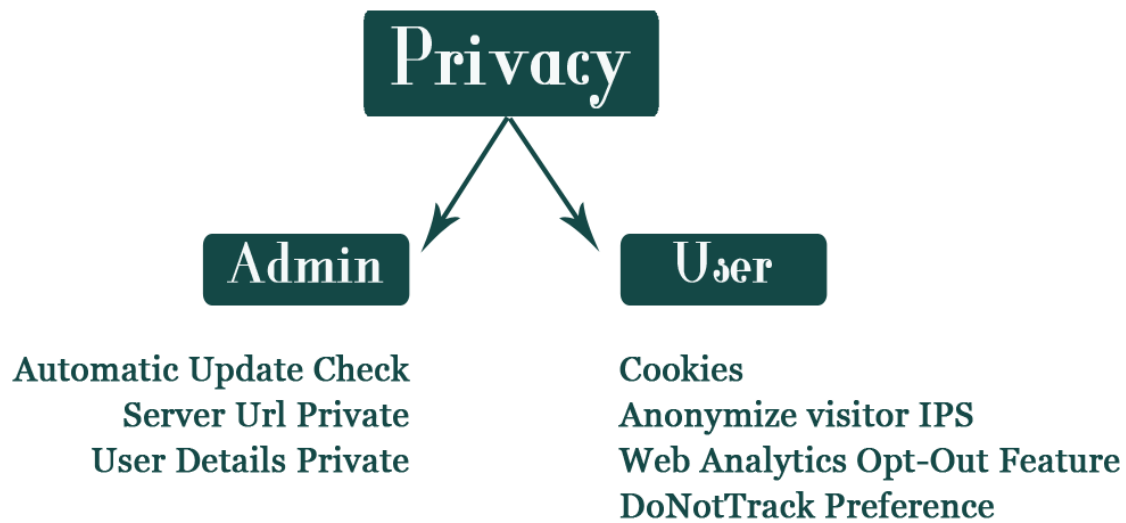 Privacy
Admin
User
Automatic Update Check
Server Url Private
User Details Private
Cookies
Anonymize visitor IPS
Web Analytics Opt-Out Feature
DoNotTrack Preference